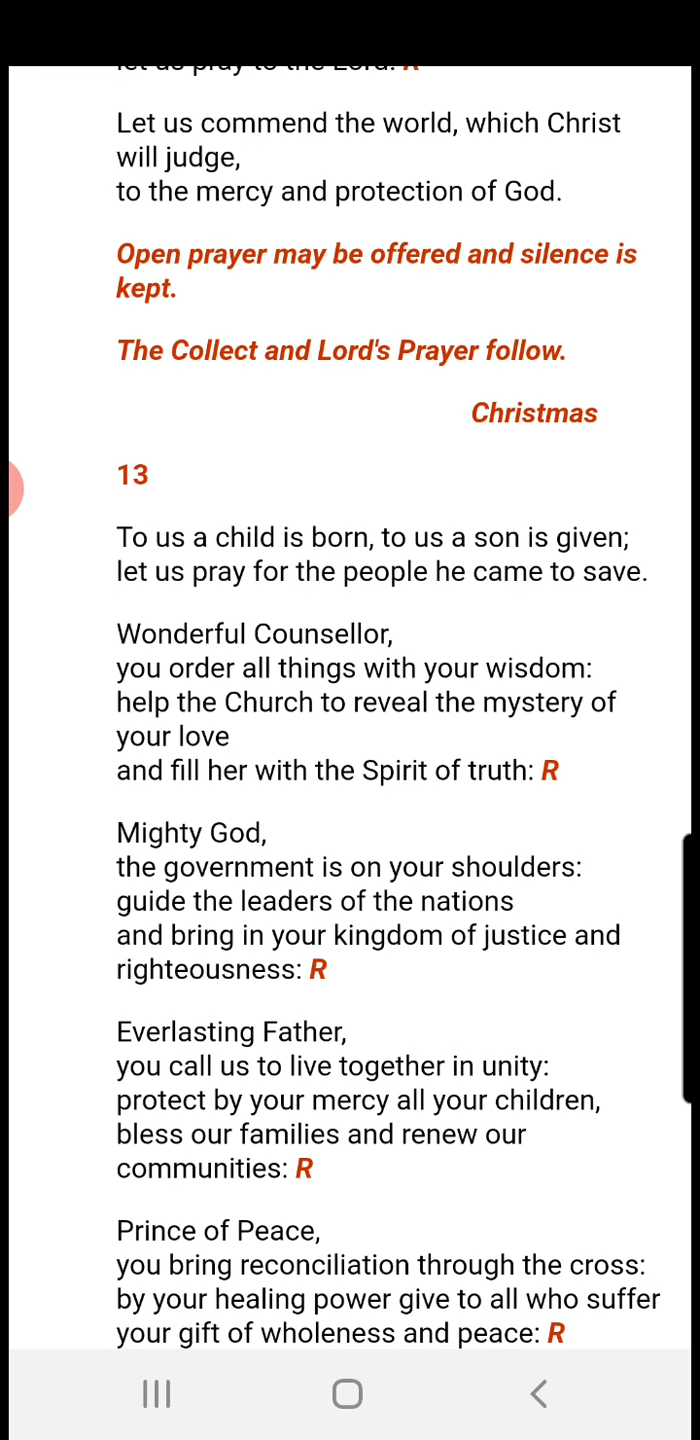 let us pray to the Lord: R
Let us commend the world, which Christ
will judge,
to the mercy and protection of God.
Open prayer may be offered and silence is
kept.
The Collect and Lord's Prayer follow.
Christmas
13
To us a child is born, to us a son is given;
let us pray for the people he came to save.
Wonderful Counsellor,
you order all things with your wisdom:
help the Church to reveal the mystery of
your love
and fill her with the Spirit of truth: R
Mighty God,
the government is on your shoulders:
guide the leaders of the nations
and bring in your kingdom of justice and
righteousness: R
Everlasting Father,
you call us to live together in unity:
protect by your mercy all your children,
bless our families and renew our
communities: R
Prince of Peace,
you bring reconciliation through the cross:
by your healing power give to all who suffer
your gift of wholeness and peace: R